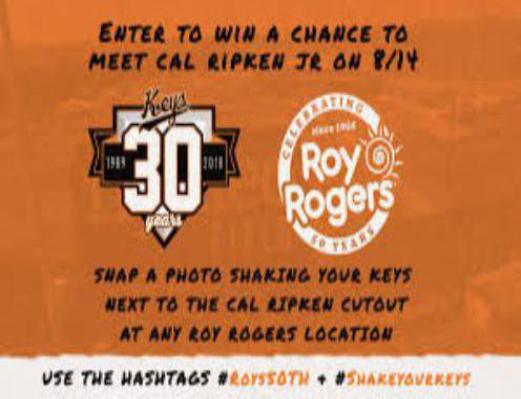 ENTER TO WIN A CHANCE TO
MEET CAL RIPKEN JR ON 8/14
Keys
1989 30 2018
years
CELEBRATING
since 1968
Roy
Rogers
50 YEARS
SNAP A PHOTO SHAKING YOUR KEYS
NEXT TO THE CAL RIPKEN CUTOUT
AT ANY ROY ROGERS LOCATION
USE THE HASHTAGS #ROYS50TH + #SHAKEYOURKEYS